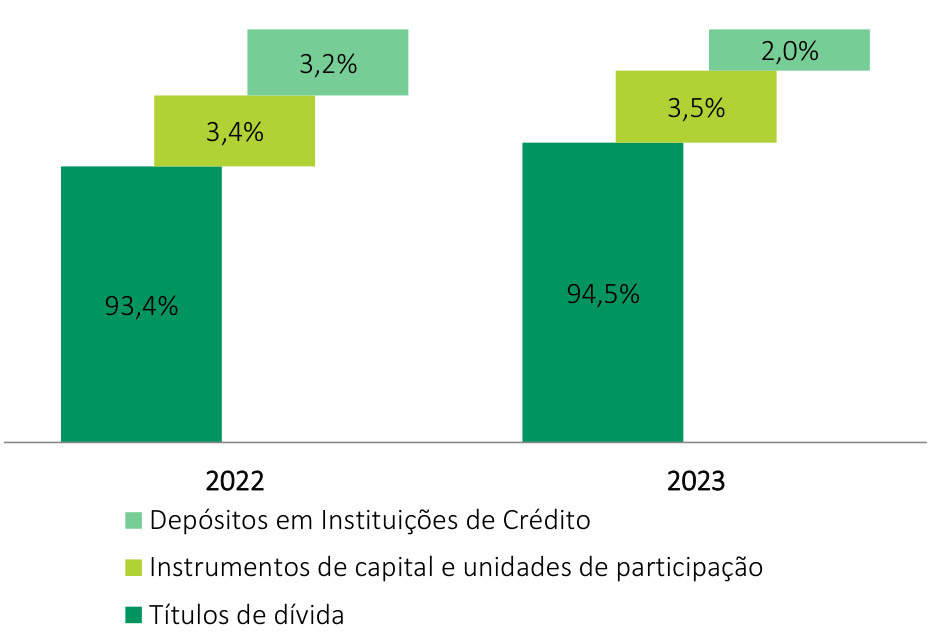 3,2%
2,0%
3,4%
3,5%
93,4%
94,5%
2022
2023
Depósitos em Instituições de Crédito
Instrumentos de capital e unidades de participação
Títulos de dívida